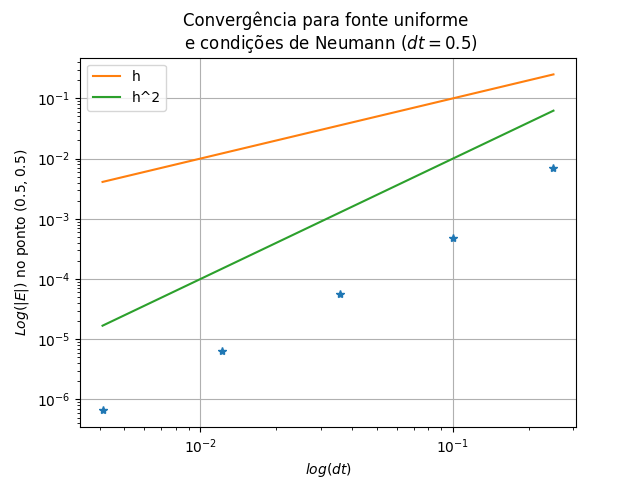 Convergência para fonte uniforme
e condições de Neumann (dt = 0.5)
h
h^2
Log(|E|) no ponto (0.5, 0.5)
10^{-1}
10^{-2}
10^{-3}
10^{-4}
10^{-5}
10^{-6}
10^{-2} 10^{-1}
log(dt)